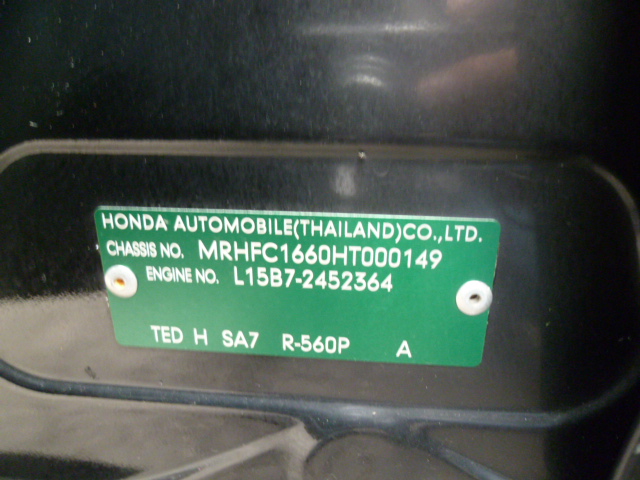 HONDA AUTOMOBILE(THAILAND)CO.,LTD.
CHASSIS NO. MRHFC1660HT000149
ENGINE NO. L15B7-2452364
TED H SA7 R-560P A